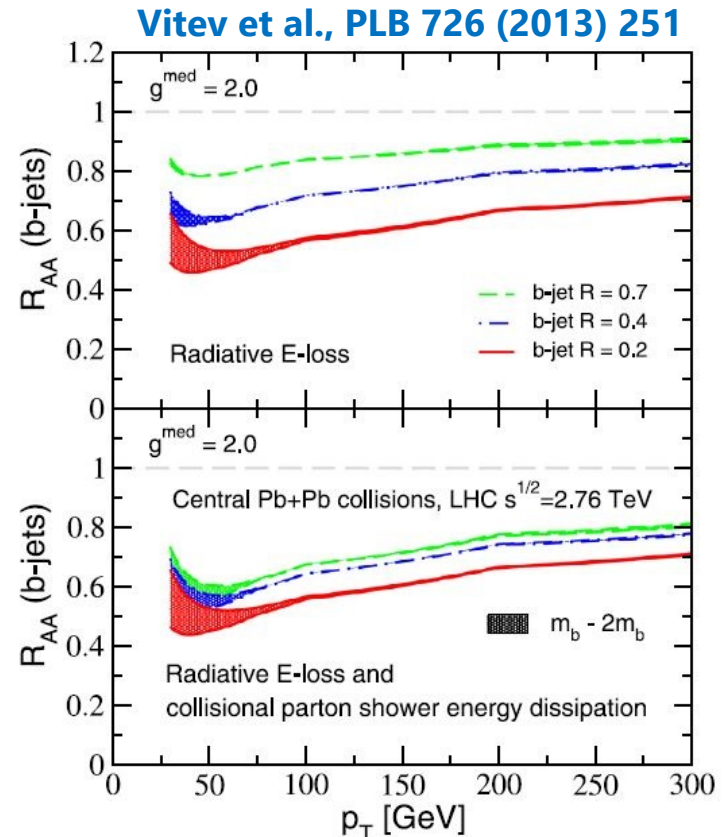 Vitev et al., PLB 726 (2013) 251
1.2
g^med = 2.0
1
0.8
0.6
0.4
0.2
0
R_AA (b-jets)
b-jet R = 0.7
b-jet R = 0.4
b-jet R = 0.2
Radiative E-loss
g^med = 2.0
1
Central Pb+Pb collisions, LHC s^1/2=2.76 TeV
0.8
0.6
0.4
0.2
0
R_AA (b-jets)
m_b - 2m_b
Radiative E-loss and
collisional parton shower energy dissipation
0 50 100 150 200 250 300
p_T [GeV]